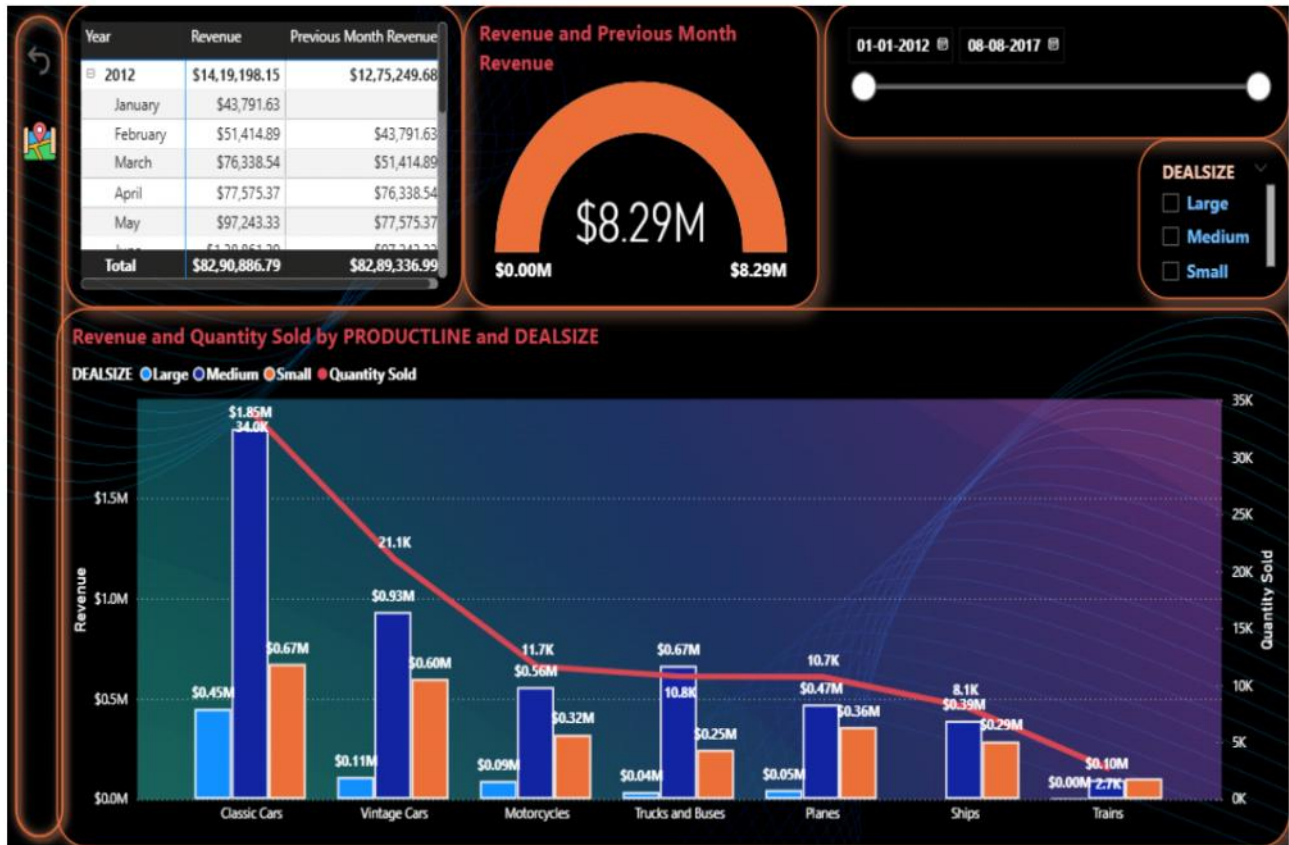 Year Revenue Previous Month Revenue
2012 $14,19,198.15 $12,75,249.68
January $43,791.63
February $51,414.89 $43,791.63
March $76,338.54 $51,414.89
April $77,575.37 $76,338.54
May $97,243.33 $77,575.37
Total $82,90,886.79 $82,89,336.99
Revenue and Previous Month
Revenue
$8.29M
$0.00M $8.29M
01-01-2012 08-08-2017
DEALSIZE
Large
Medium
Small
Revenue and Quantity Sold by PRODUCTLINE and DEALSIZE
DEALSIZE Large Medium Small Quantity Sold
Revenue
$1.5M
$1.0M
$0.5M
$0.0M
$1.85M
34.0K
$0.67M
$0.45M
21.1K
$0.93M
$0.60M
$0.11M
11.7K
$0.56M
$0.32M
$0.09M
$0.67M
10.8K
$0.25M
$0.04M
10.7K
$0.47M
$0.36M
$0.05M
8.1K
$0.39M
$0.29M
$0.10M
$0.00M 2.7K
35K
30K
25K
20K
15K
10K
5K
0K
Quantity Sold
Classic Cars Vintage Cars Motorcycles Trucks and Buses Planes Ships Trains